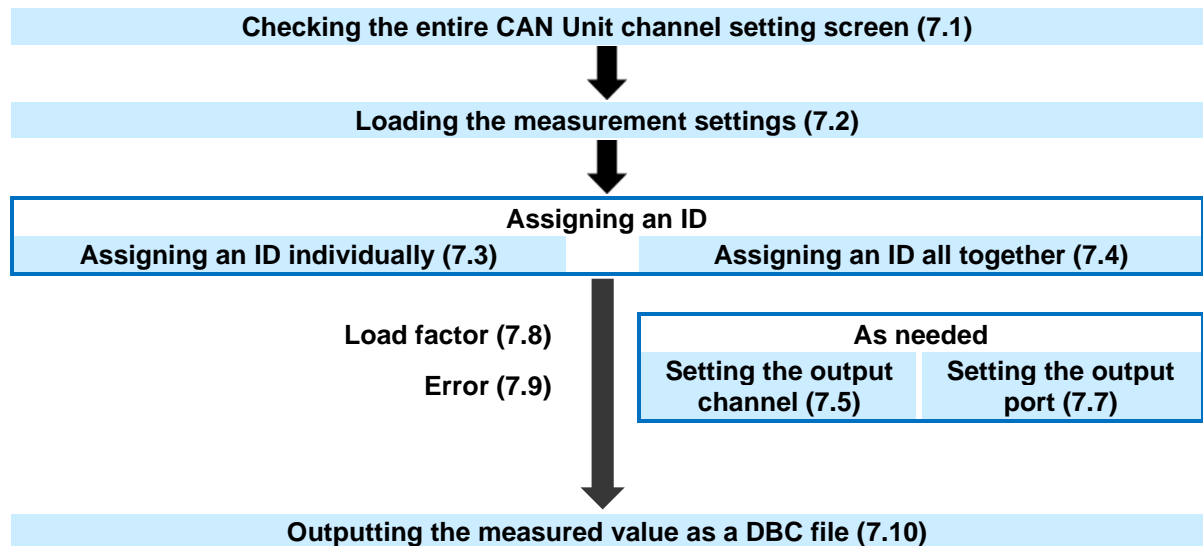 Checking the entire CAN Unit channel setting screen (7.1)
Loading the measurement settings (7.2)
Assigning an ID
Assigning an ID individually (7.3)
Assigning an ID all together (7.4)
Load factor (7.8)
Error (7.9)
As needed
Setting the output
channel (7.5)
Setting the output
port (7.7)
Outputting the measured value as a DBC file (7.10)